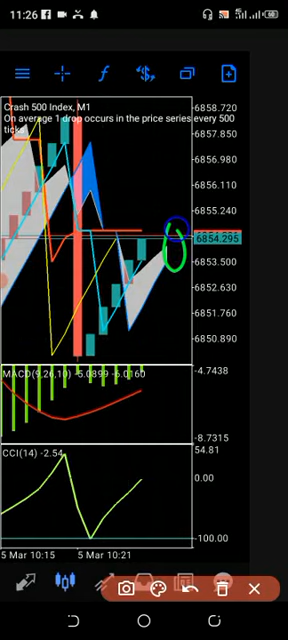 11:26
6858.720
Crash 500 Index, M1
On average 1 drop occurs in the price series every 500
ticks
6857.850
6856.980
6856.110
6855.240
6854.295
6853.500
6852.630
6851.760
6850.890
MACD(9,26,10) -5.0899 -6.0160
-4.7438
-8.7315
CCI(14) -2.54
54.81
0.00
-100.00
5 Mar 10:15
5 Mar 10:21